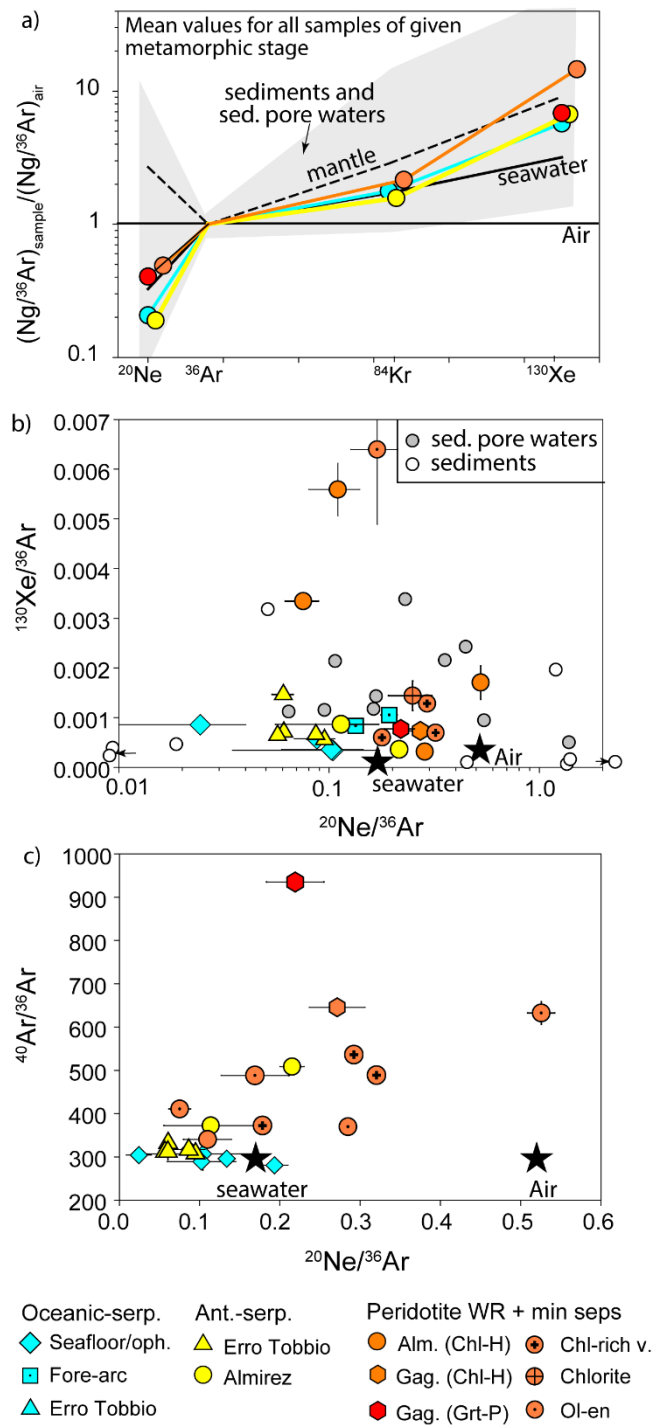 a)
Mean values for all samples of given
metamorphic stage
sediments and
sed. pore waters
mantle
seawater
Air
10
1
0.1
(Ng/³⁶Ar)sample/(Ng/³⁶Ar)air
²⁰Ne ³⁶Ar ⁸⁴Kr ¹³⁰Xe
b)
sed. pore waters
sediments
0.007
0.006
0.005
0.004
0.003
0.002
0.001
0.000
¹³⁰Xe/³⁶Ar
Air
seawater
0.01 0.1 1.0
²⁰Ne/³⁶Ar
c)
1000
900
800
700
600
500
400
300
200
⁴⁰Ar/³⁶Ar
seawater Air
0.0 0.1 0.2 0.3 0.4 0.5 0.6
²⁰Ne/³⁶Ar
Oceanic-serp.
Seafloor/oph.
Fore-arc
Erro Tobbio
Ant.-serp.
Erro Tobbio
Almirez
Peridotite WR + min seps
Alm. (Chl-H)
Gag. (Chl-H)
Gag. (Grt-P)
Chl-rich v.
Chlorite
Ol-en